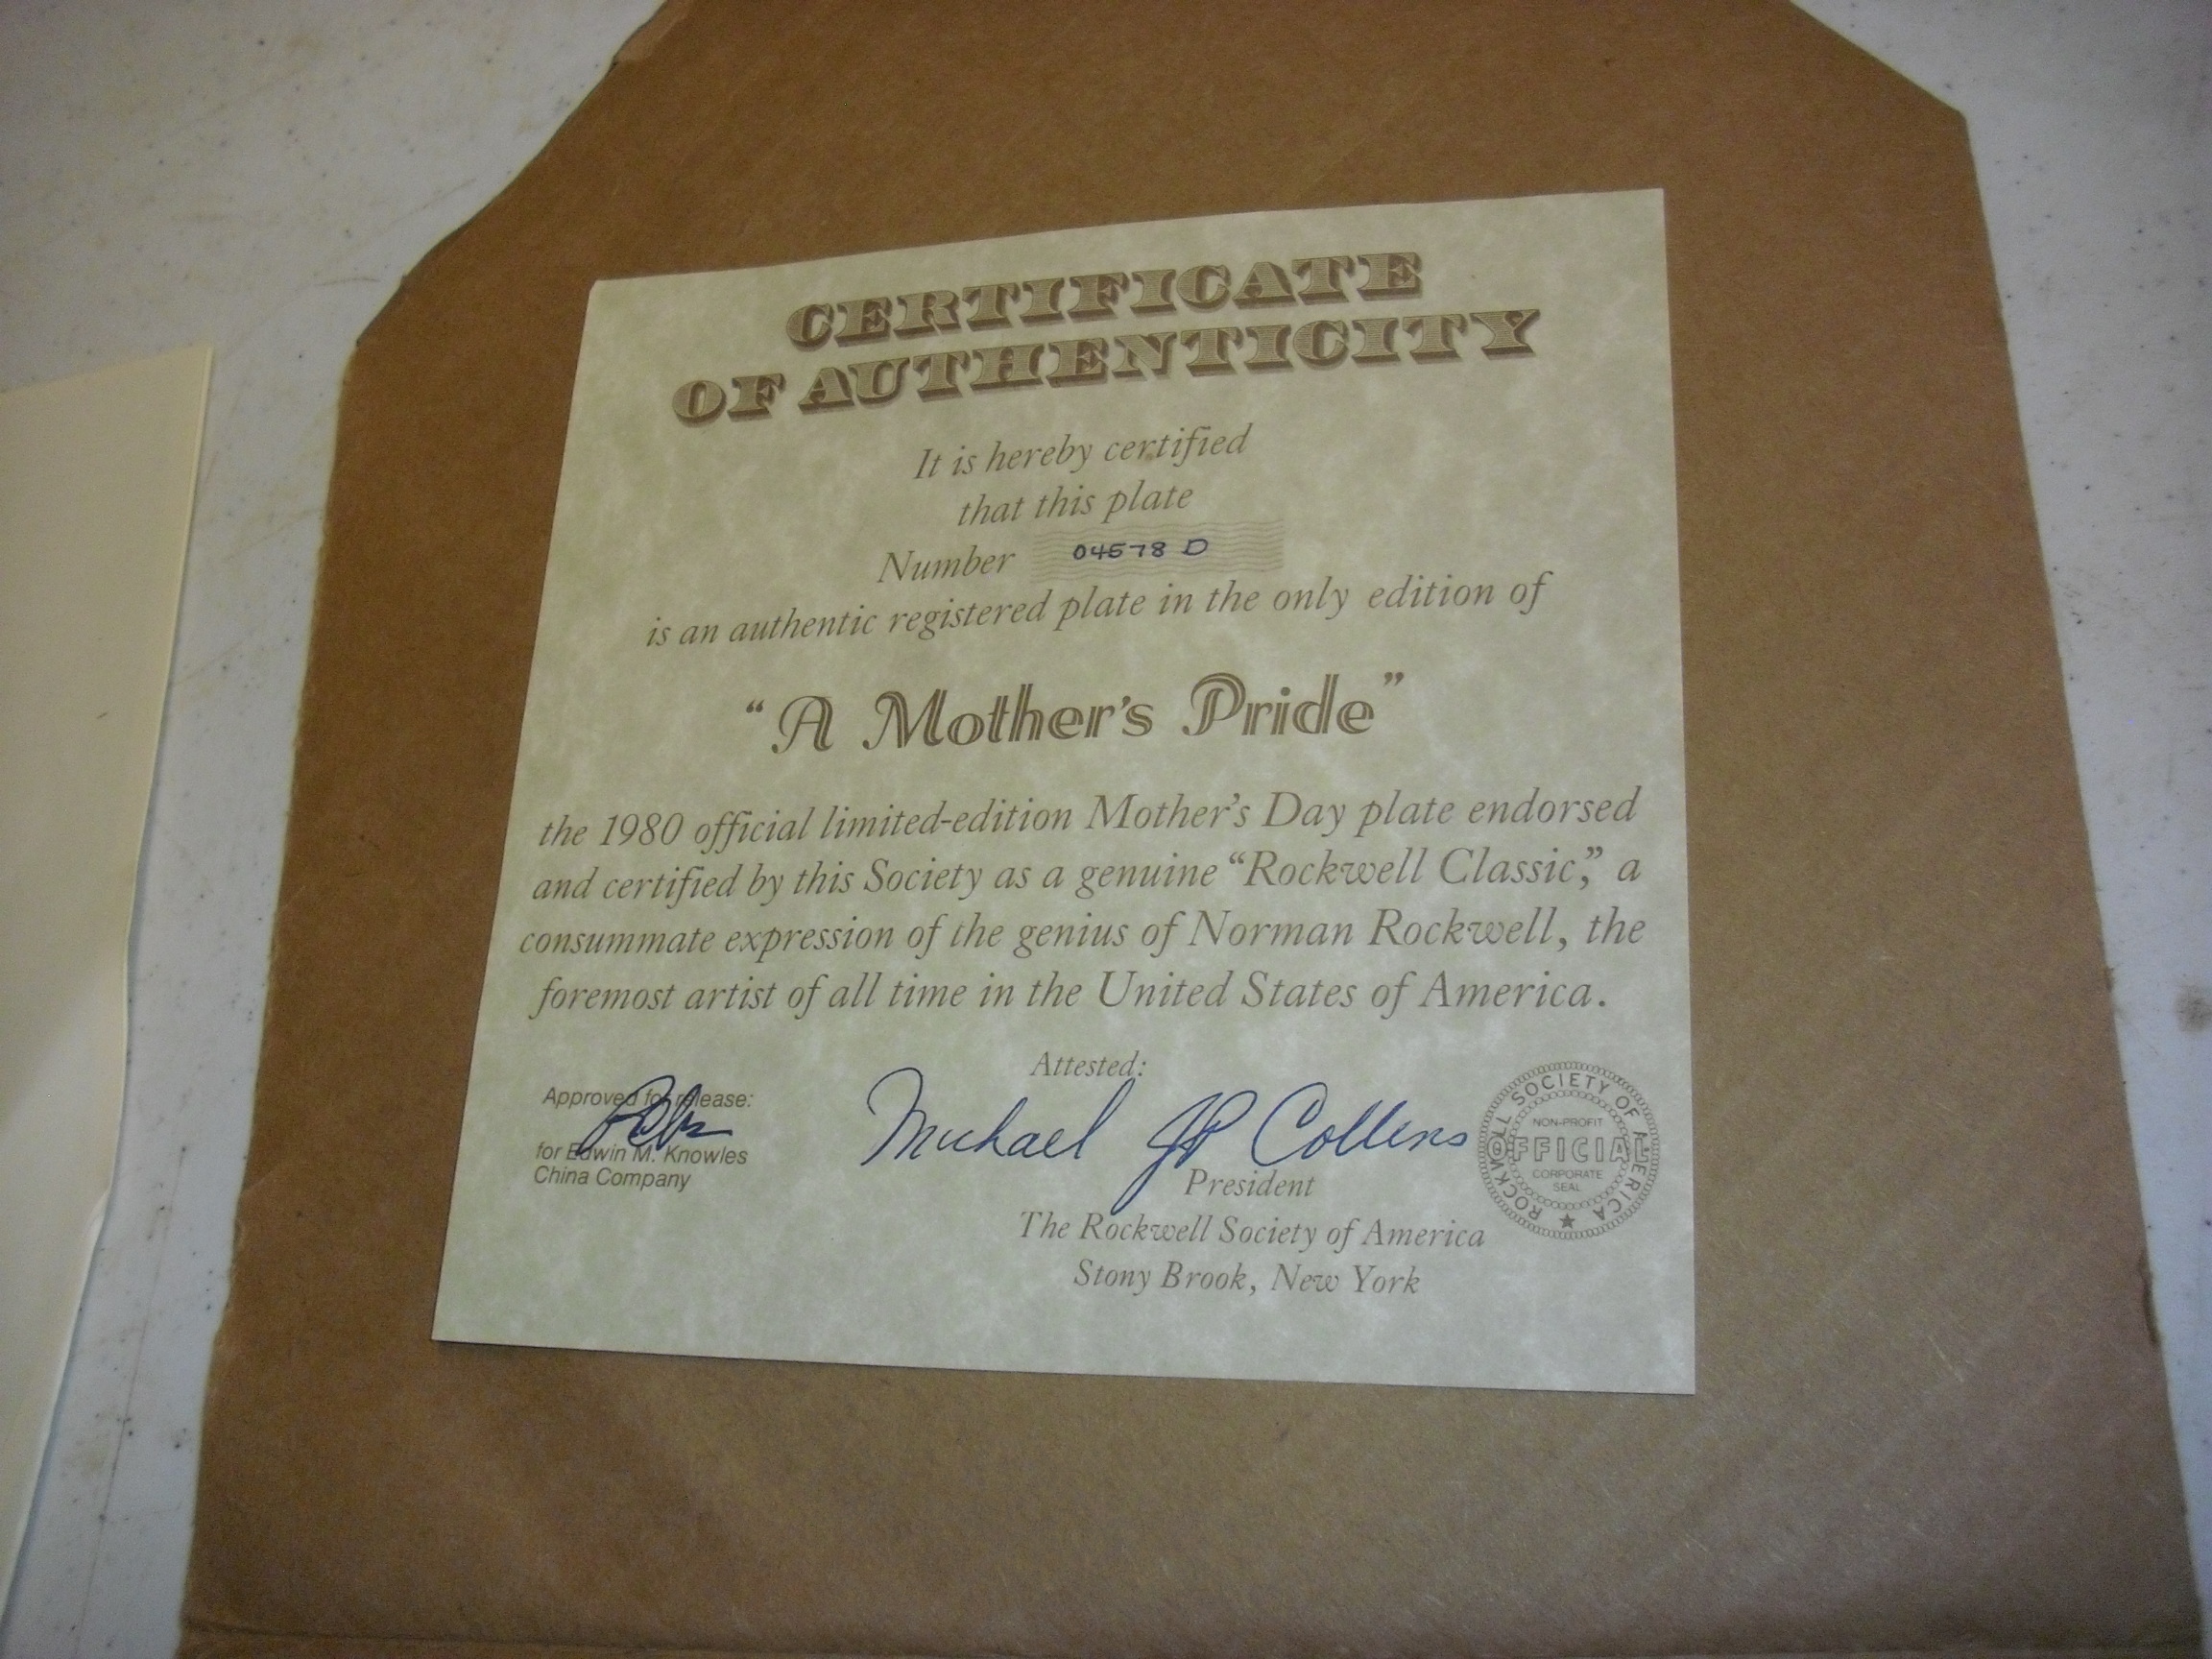 CERTIFICATE
OF AUTHENTICITY
It is hereby certified
that this plate
Number 04578 D
is an authentic registered plate in the only edition of
“A Mother’s Pride”
the 1980 official limited-edition Mother’s Day plate endorsed
and certified by this Society as a genuine “Rockwell Classic,” a
consummate expression of the genius of Norman Rockwell, the
foremost artist of all time in the United States of America.
Approved for release:
for Edwin M. Knowles
China Company
Attested:
Michael JP Collins
President
The Rockwell Society of America
Stony Brook, New York
ROCKWELL SOCIETY OF AMERICA
NON-PROFIT
OFFICIAL
CORPORATE
SEAL